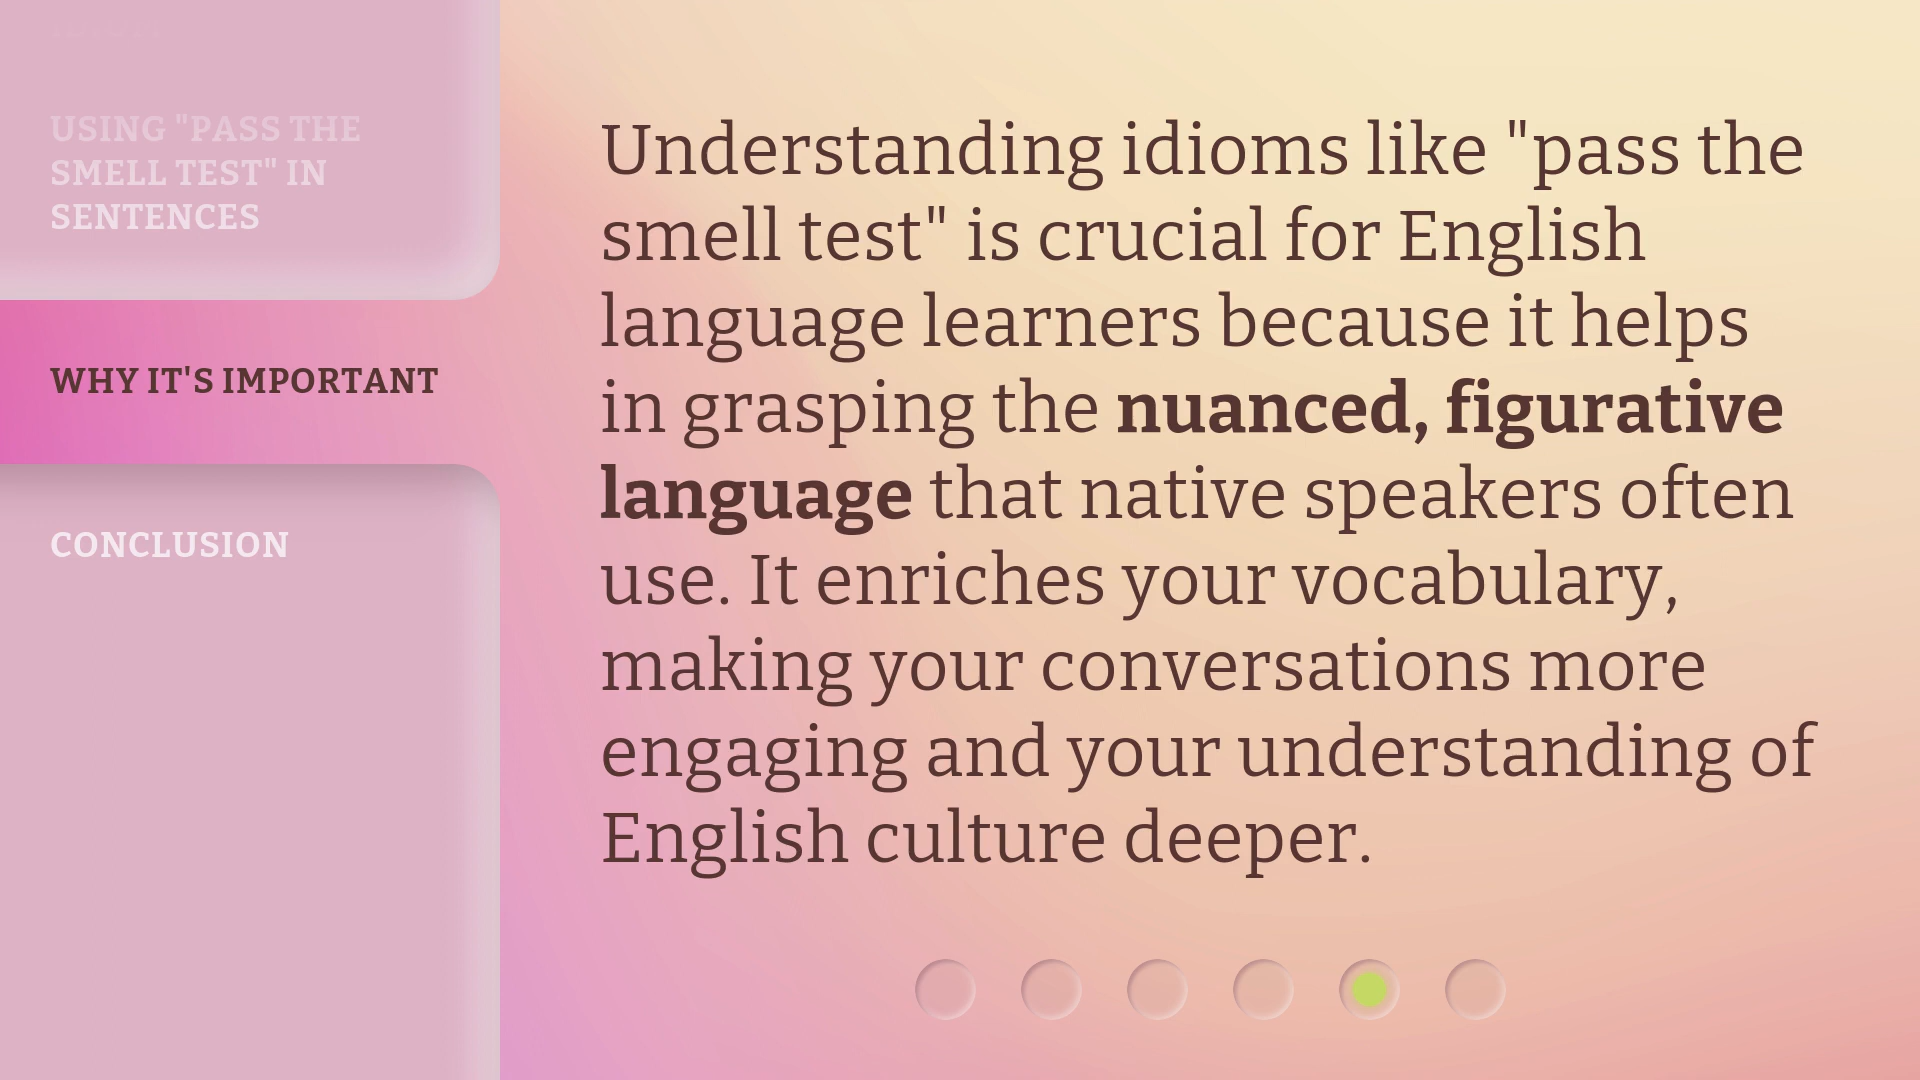 USING "PASS THE
SMELL TEST" IN
SENTENCES
WHY IT'S IMPORTANT
CONCLUSION
Understanding idioms like "pass the
smell test" is crucial for English
language learners because it helps
in grasping the nuanced, figurative
language that native speakers often
use. It enriches your vocabulary,
making your conversations more
engaging and your understanding of
English culture deeper.